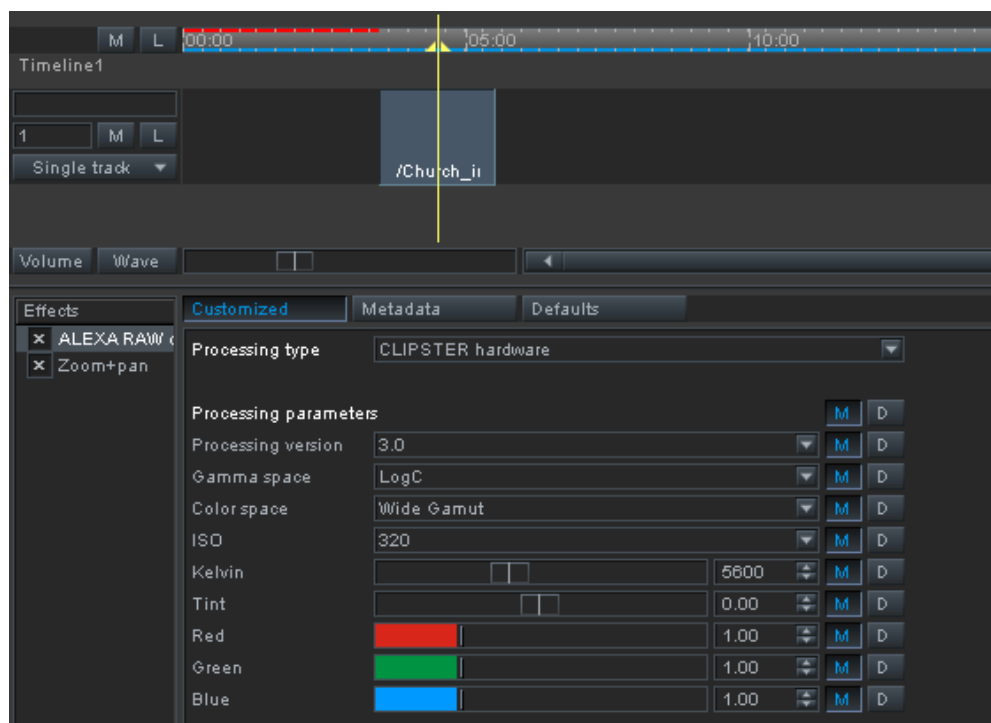 M L 00:00 05:00 10:00
Timeline1
1 M L
Single track
/Church_
Volume Wave
Effects Customized Metadata Defaults
ALEXA RAW
Processing type CLIPSTER hardware
Zoom+pan
Processing parameters M D
Processing version 3.0 M D
Gamma space LogC M D
Color space Wide Gamut M D
ISO 320 M D
Kelvin 5600 M D
Tint 0.00 M D
Red 1.00 M D
Green 1.00 M D
Blue 1.00 M D